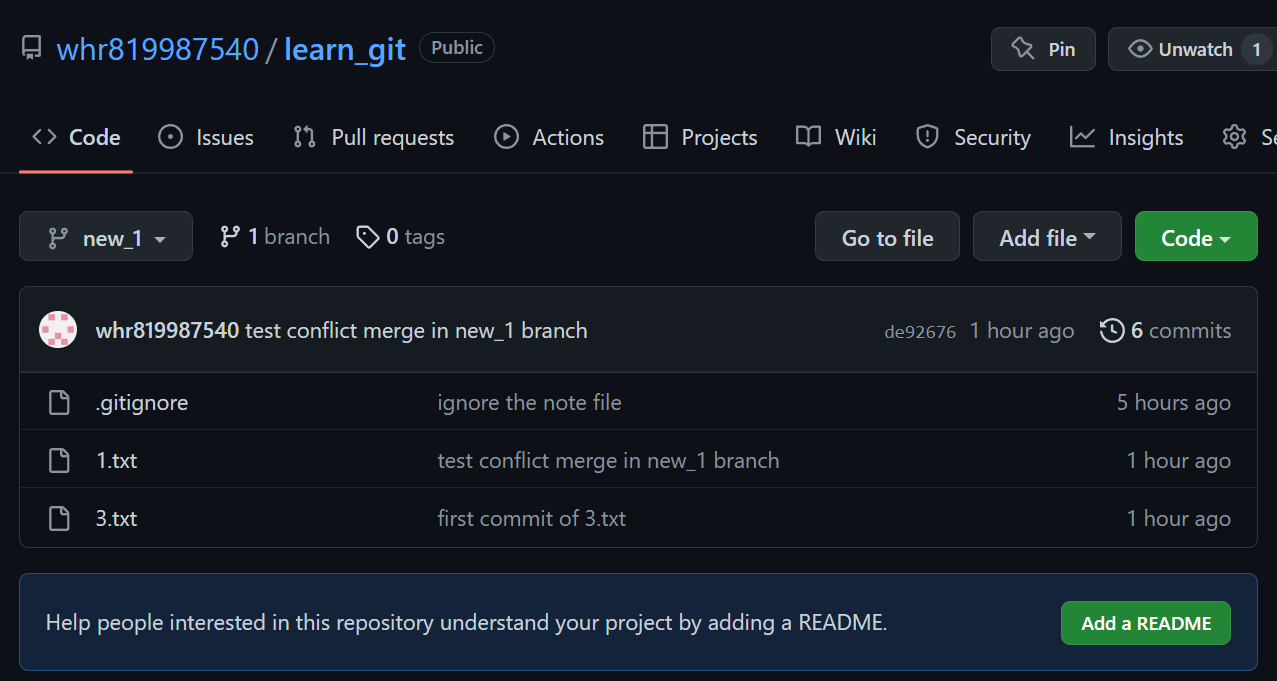 whr819987540 / learn_git Public Pin Unwatch 1
Code Issues Pull requests Actions Projects Wiki Security Insights
new_1 1 branch 0 tags Go to file Add file Code
whr819987540 test conflict merge in new_1 branch de92676 1 hour ago 6 commits
.gitignore ignore the note file 5 hours ago
1.txt test conflict merge in new_1 branch 1 hour ago
3.txt first commit of 3.txt 1 hour ago
Help people interested in this repository understand your project by adding a README. Add a README